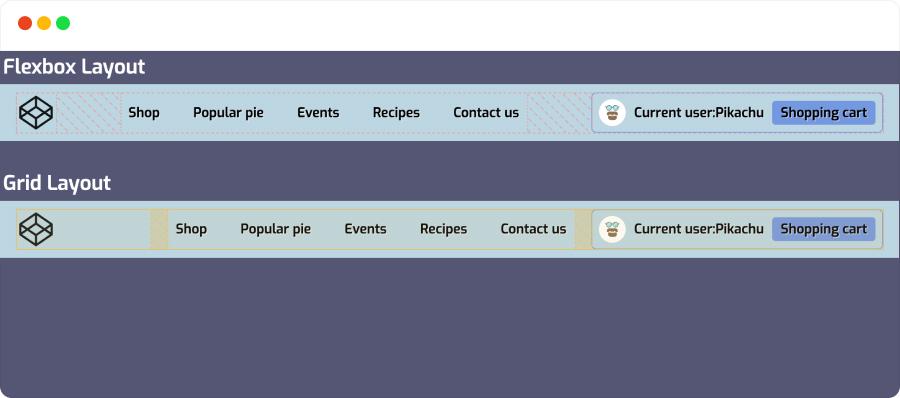 Flexbox Layout
Shop Popular pie Events Recipes Contact us Current user:Pikachu Shopping cart
Grid Layout
Shop Popular pie Events Recipes Contact us Current user:Pikachu Shopping cart